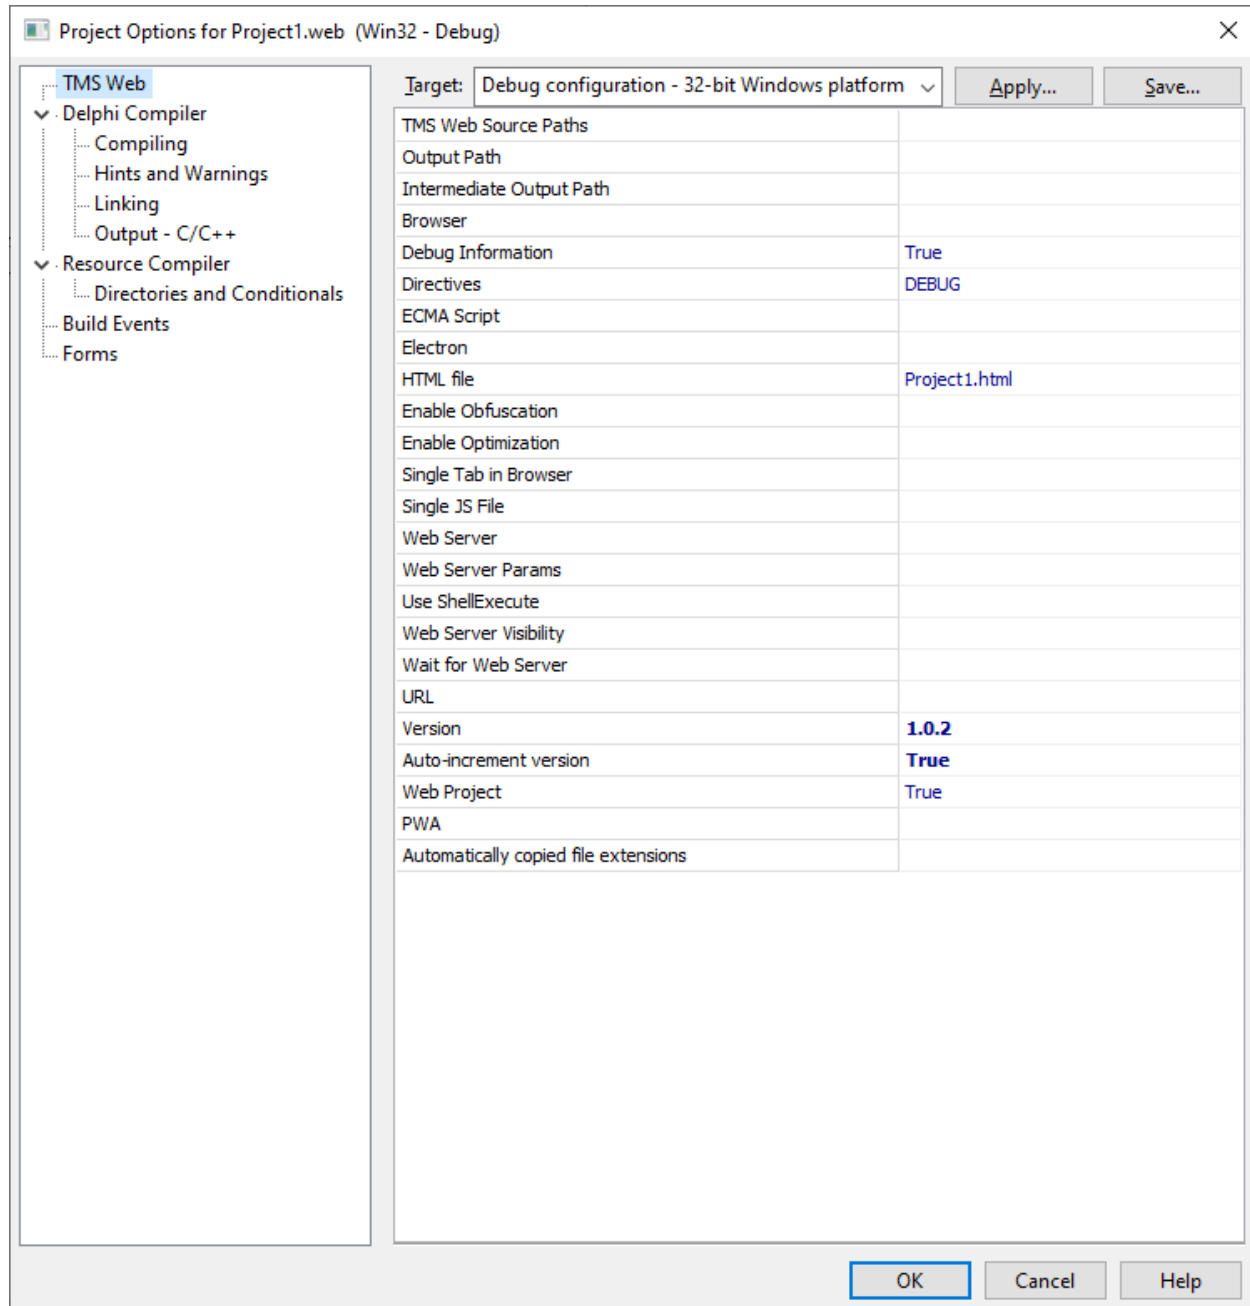 Project Options for Project1.web (Win32 - Debug)
TMS Web
Delphi Compiler
Compiling
Hints and Warnings
Linking
Output - C/C++
Resource Compiler
Directories and Conditionals
Build Events
Forms
Target: Debug configuration - 32-bit Windows platform Apply... Save...
TMS Web Source Paths
Output Path
Intermediate Output Path
Browser
Debug Information True
Directives DEBUG
ECMA Script
Electron
HTML file Project1.html
Enable Obfuscation
Enable Optimization
Single Tab in Browser
Single JS File
Web Server
Web Server Params
Use ShellExecute
Web Server Visibility
Wait for Web Server
URL
Version 1.0.2
Auto-increment version True
Web Project True
PWA
Automatically copied file extensions
OK Cancel Help